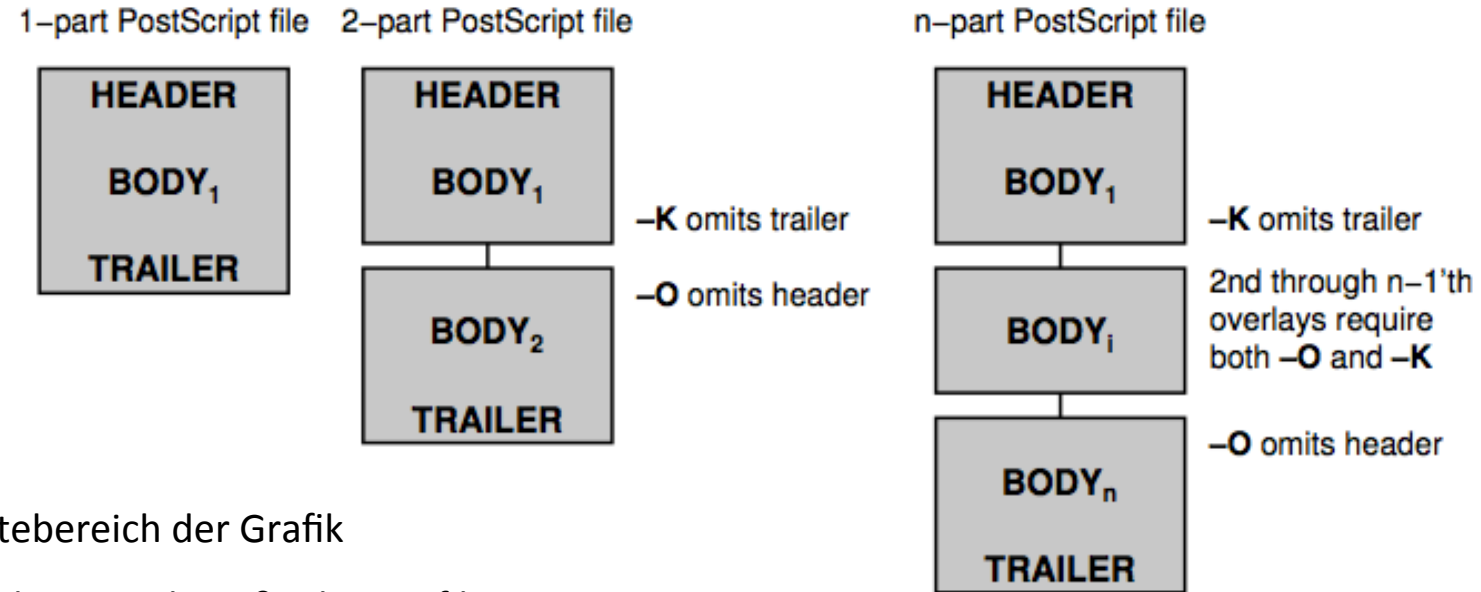 1–part PostScript file
HEADER
BODY1
TRAILER
2–part PostScript file
HEADER
BODY1
–K omits trailer
–O omits header
BODY2
TRAILER
n–part PostScript file
HEADER
BODY1
–K omits trailer
BODYi
2nd through n–1’th
overlays require
both –O and –K
–O omits header
BODYn
TRAILER
tebereich der Grafik